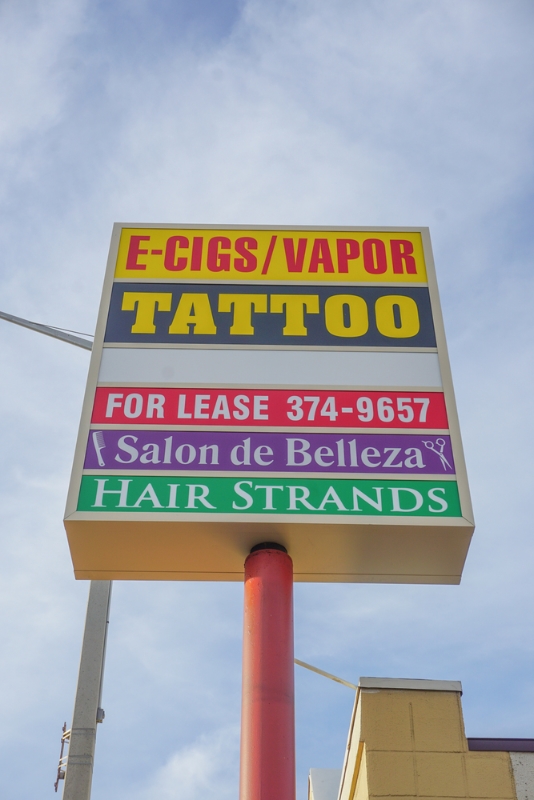 E-CIGS/VAPOR
TATTOO
FOR LEASE 374-9657
Salon de Belleza
HAIR STRANDS